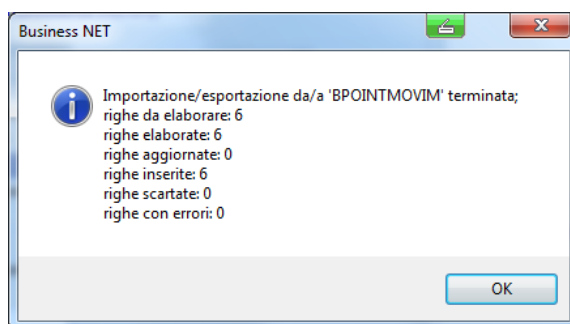 Business NET
Importazione/esportazione da/a 'BPOINTMOVIM' terminata;
righe da elaborare: 6
righe elaborate: 6
righe aggiornate: 0
righe inserite: 6
righe scartate: 0
righe con errori: 0
OK